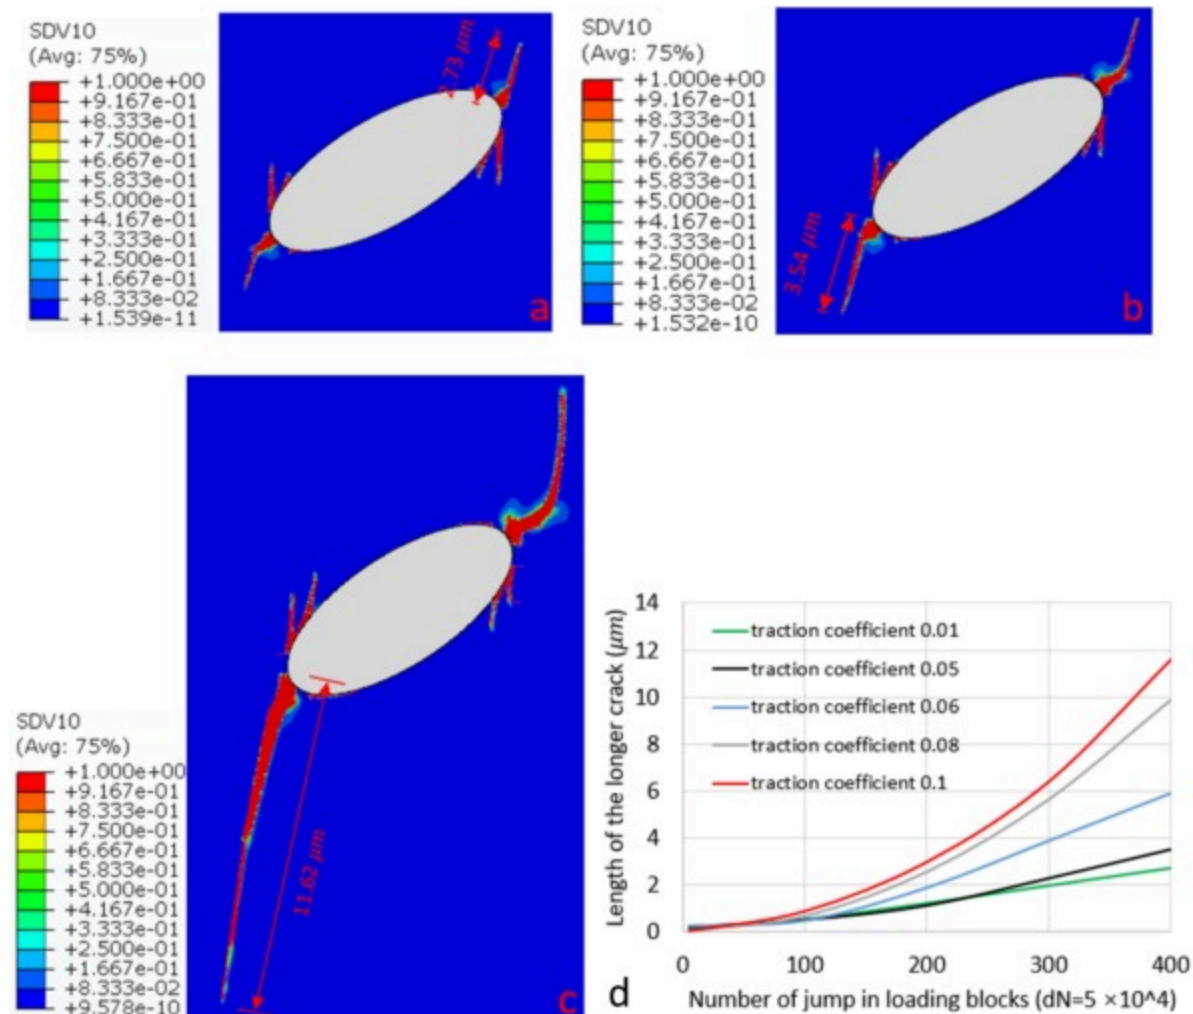 SDV10
(Avg: 75%)
+1.000e+00
+9.167e-01
+8.333e-01
+7.500e-01
+6.667e-01
+5.833e-01
+5.000e-01
+4.167e-01
+3.333e-01
+2.500e-01
+1.667e-01
+8.333e-02
+1.539e-11
2.73 μm
a
SDV10
(Avg: 75%)
+1.000e+00
+9.167e-01
+8.333e-01
+7.500e-01
+6.667e-01
+5.833e-01
+5.000e-01
+4.167e-01
+3.333e-01
+2.500e-01
+1.667e-01
+8.333e-02
+1.532e-10
3.54 μm
b
SDV10
(Avg: 75%)
+1.000e+00
+9.167e-01
+8.333e-01
+7.500e-01
+6.667e-01
+5.833e-01
+5.000e-01
+4.167e-01
+3.333e-01
+2.500e-01
+1.667e-01
+8.333e-02
+9.578e-10
11.62 μm
c
Length of the longer crack (μm)
14
12
10
8
6
4
2
0
traction coefficient 0.01
traction coefficient 0.05
traction coefficient 0.06
traction coefficient 0.08
traction coefficient 0.1
0 100 200 300 400
d
Number of jump in loading blocks (dN=5 ×10^4)